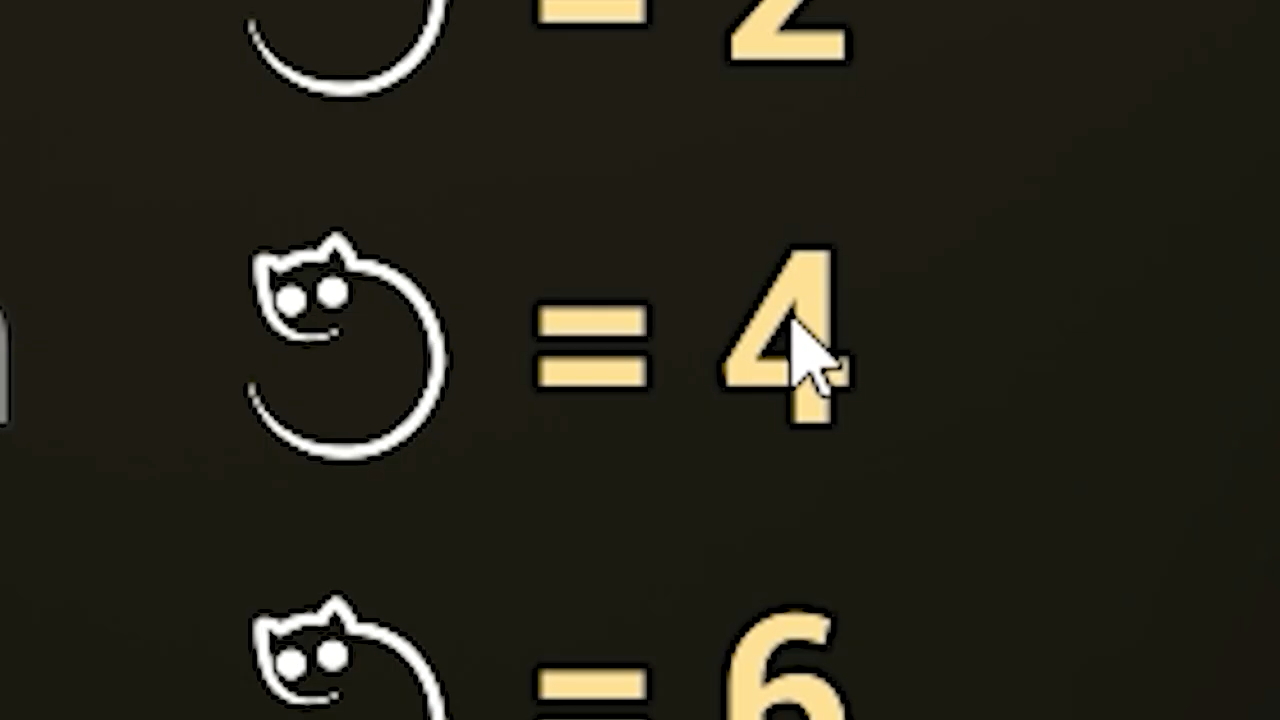 = 2
= 4
= 6